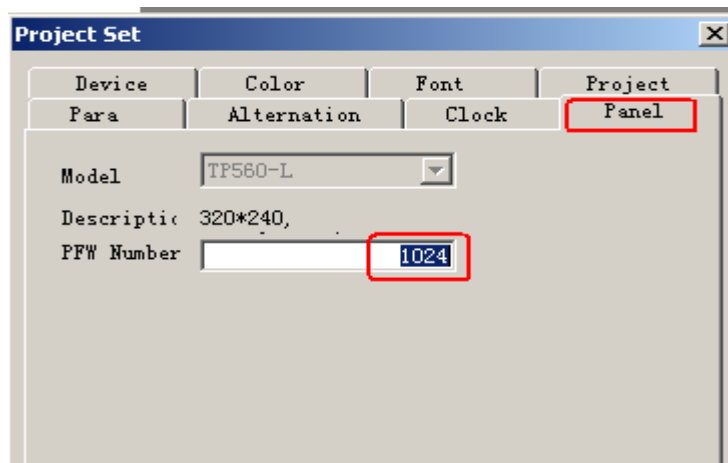 Project Set
Device Color Font Project
Para Alternation Clock Panel
Model TP560-L
Descriptic 320*240,
PFW Number 1024